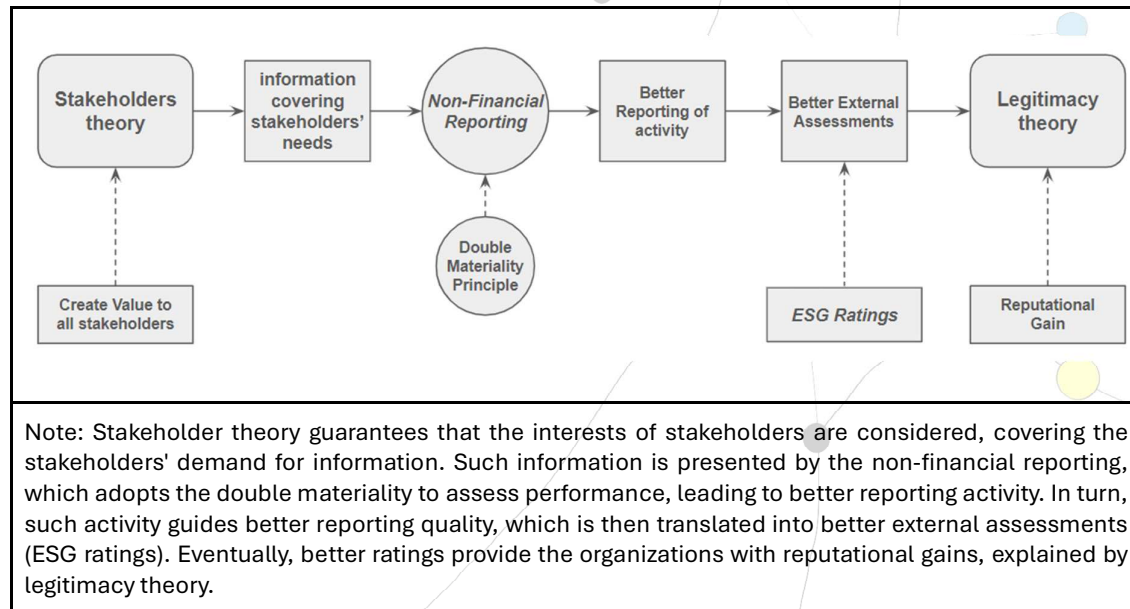 Stakeholders
theory
information
covering
stakeholders'
needs
Non-Financial
Reporting
Better
Reporting of
activity
Better External
Assessments
Legitimacy
theory
Create Value to
all stakeholders
Double
Materiality
Principle
ESG Ratings
Reputational
Gain
Note: Stakeholder theory guarantees that the interests of stakeholders are considered, covering the
stakeholders' demand for information. Such information is presented by the non-financial reporting,
which adopts the double materiality to assess performance, leading to better reporting activity. In turn,
such activity guides better reporting quality, which is then translated into better external assessments
(ESG ratings). Eventually, better ratings provide the organizations with reputational gains, explained by
legitimacy theory.